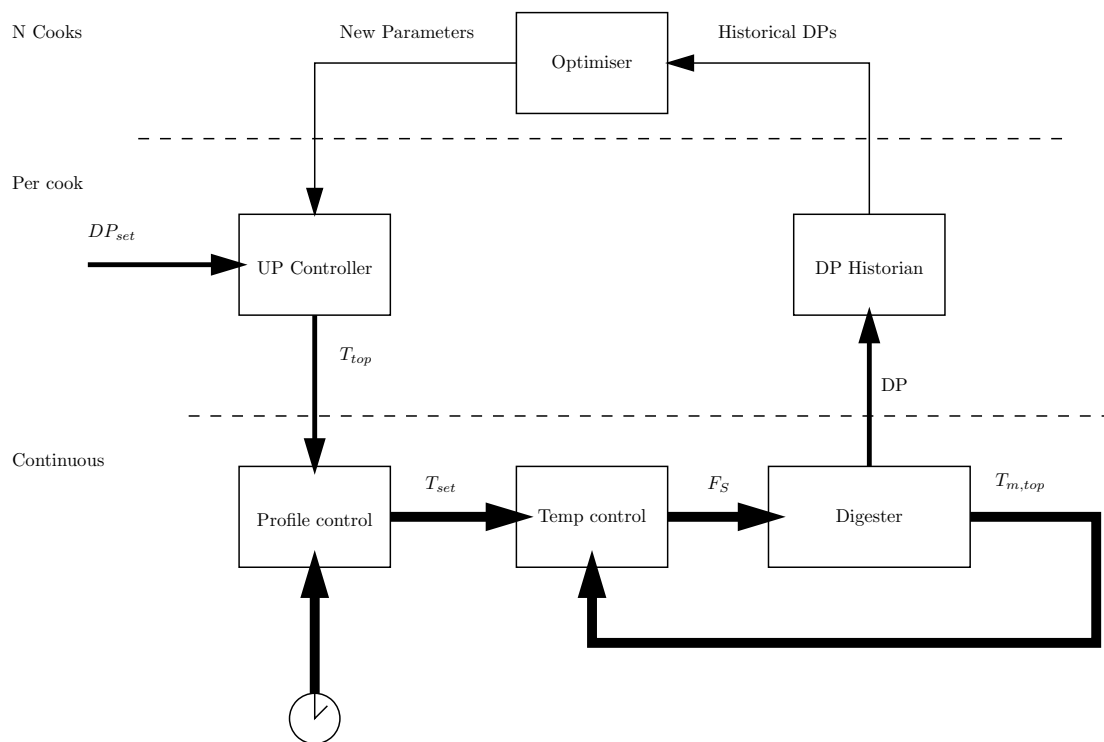 N Cooks
New Parameters
Historical DPs
Optimiser
Per cook
DP_set
UP Controller
DP Historian
T_top
DP
Continuous
T_set
F_S
T_m,top
Profile control
Temp control
Digester